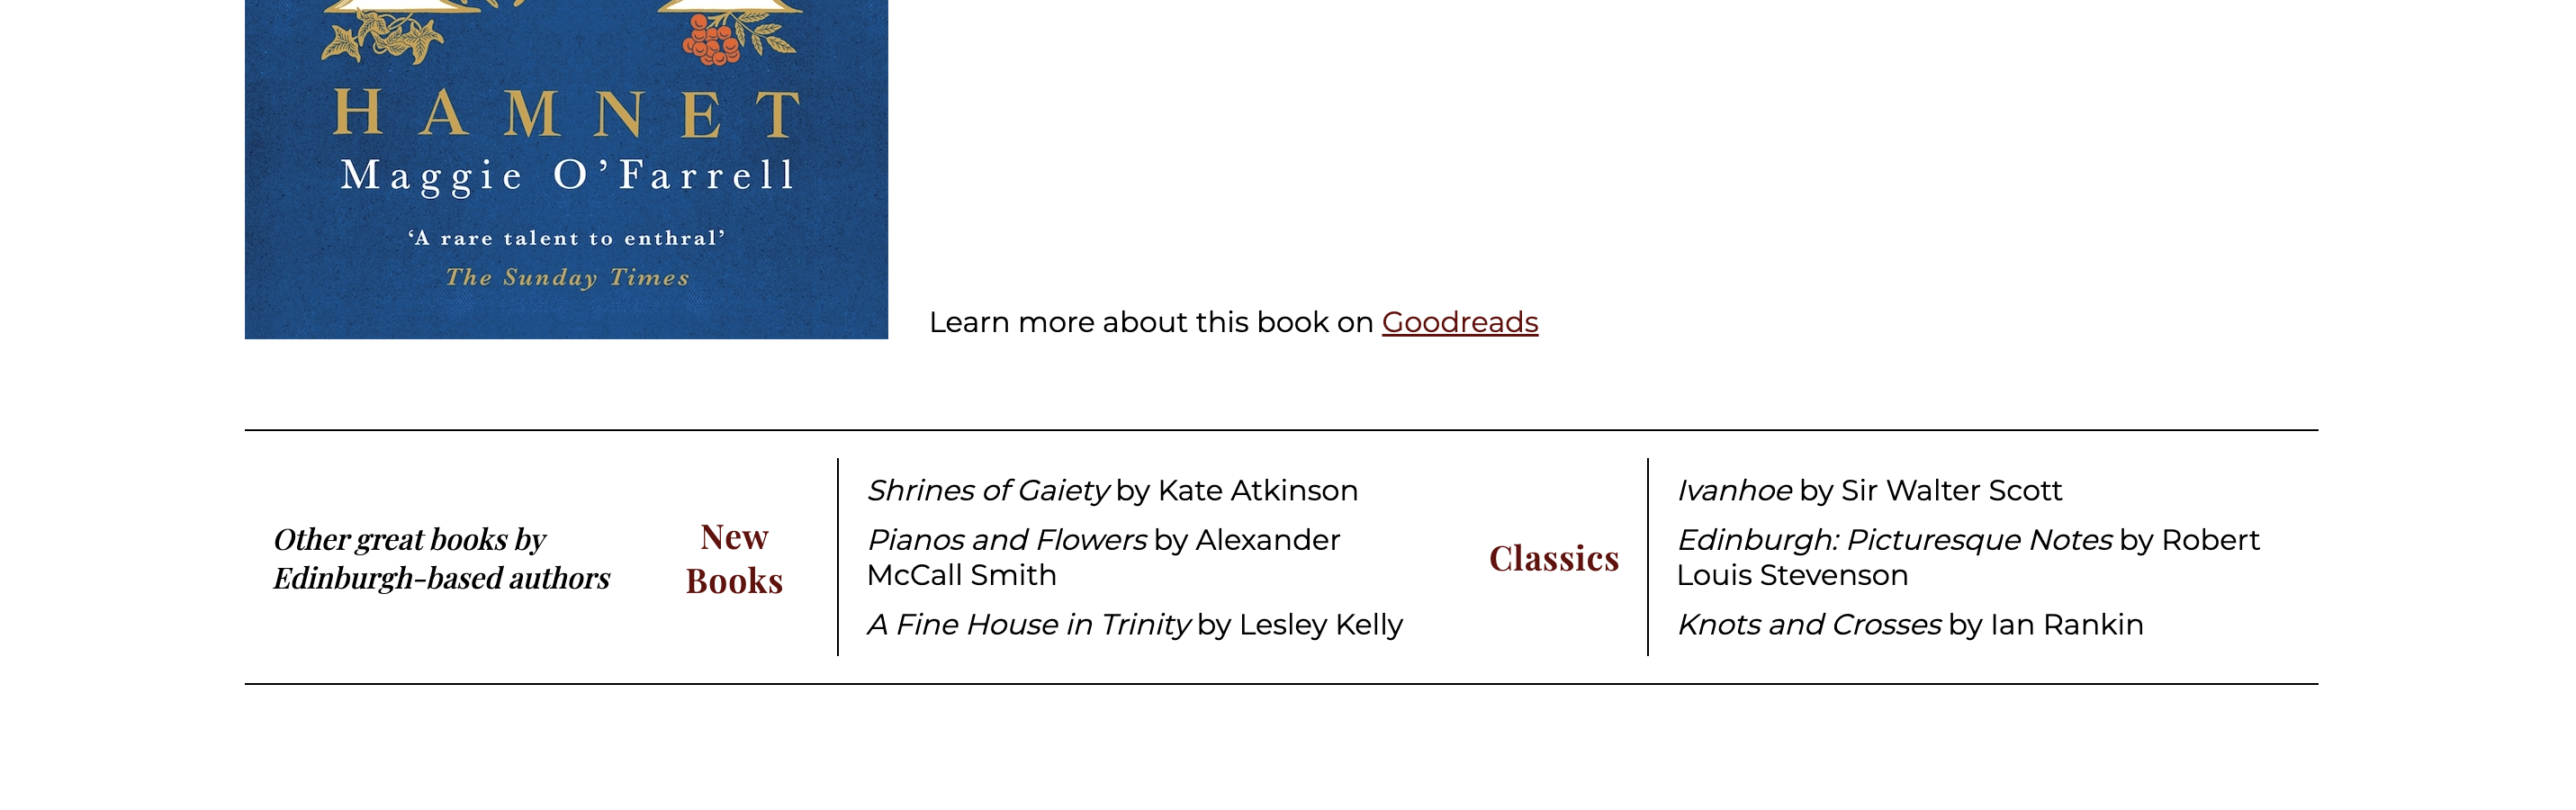 HAMNET
Maggie O’Farrell
‘A rare talent to enthral’
The Sunday Times
Learn more about this book on Goodreads
Other great books by
Edinburgh-based authors
New
Books
Shrines of Gaiety by Kate Atkinson
Pianos and Flowers by Alexander
McCall Smith
A Fine House in Trinity by Lesley Kelly
Classics
Ivanhoe by Sir Walter Scott
Edinburgh: Picturesque Notes by Robert
Louis Stevenson
Knots and Crosses by Ian Rankin